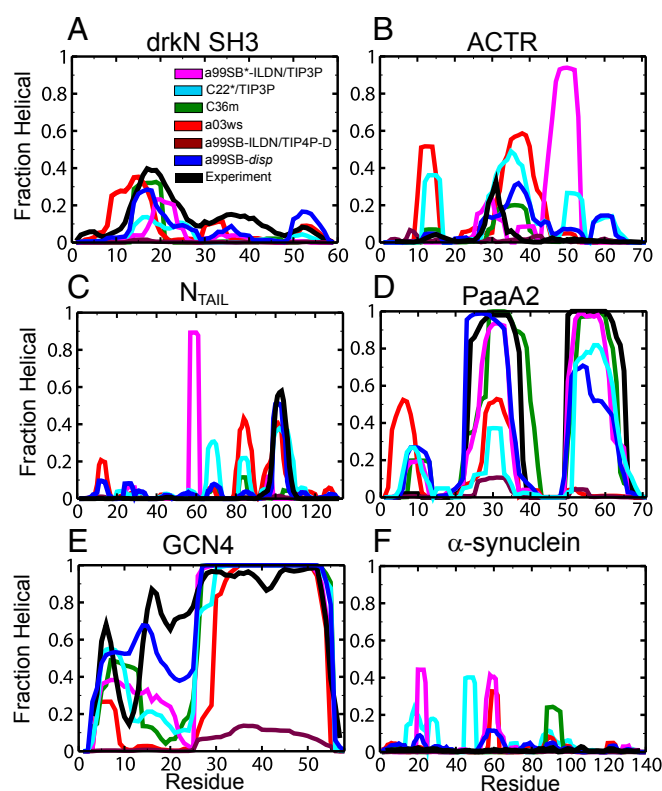 A drkN SH3
B ACTR
Fraction Helical
1
0.8
0.6
0.4
0.2
0
0 10 20 30 40 50 60
a99SB*-ILDN/TIP3P
C22*/TIP3P
C36m
a03ws
a99SB-ILDN/TIP4P-D
a99SB-disp
Experiment
1
0.8
0.6
0.4
0.2
0
0 10 20 30 40 50 60 70
C N_TAIL
D PaaA2
Fraction Helical
1
0.8
0.6
0.4
0.2
0
0 20 40 60 80 100 120
1
0.8
0.6
0.4
0.2
0
0 10 20 30 40 50 60 70
E GCN4
F α-synuclein
Fraction Helical
1
0.8
0.6
0.4
0.2
0
0 10 20 30 40 50
Residue
1
0.8
0.6
0.4
0.2
0
0 20 40 60 80 100 120 140
Residue